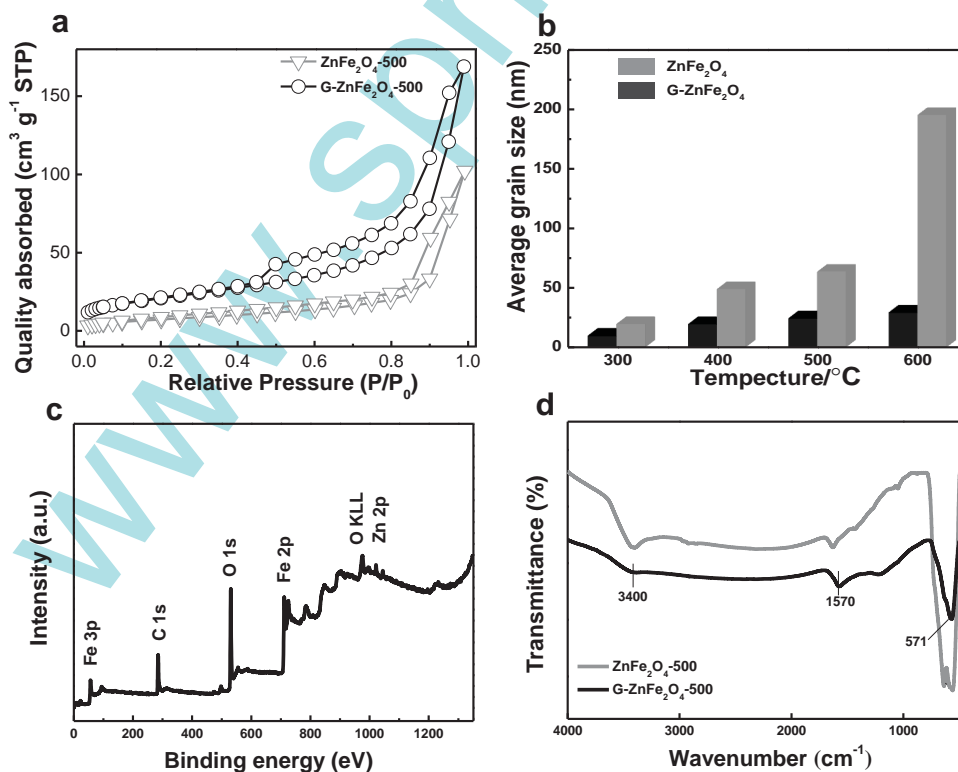 a
Quality absorbed (cm³ g⁻¹ STP)
150
100
50
0
ZnFe₂O₄-500
G-ZnFe₂O₄-500
0.0 0.2 0.4 0.6 0.8 1.0
Relative Pressure (P/P₀)
b
Average grain size (nm)
250
200
150
100
50
0
ZnFe₂O₄
G-ZnFe₂O₄
300 400 500 600
Tempecture/°C
c
Intensity (a.u.)
Fe 3p
C 1s
O 1s
Fe 2p
O KLL
Zn 2p
0 200 400 600 800 1000 1200
Binding energy (eV)
d
Transmittance (%)
3400
1570
571
ZnFe₂O₄-500
G-ZnFe₂O₄-500
4000 3000 2000 1000
Wavenumber (cm⁻¹)
www.spr